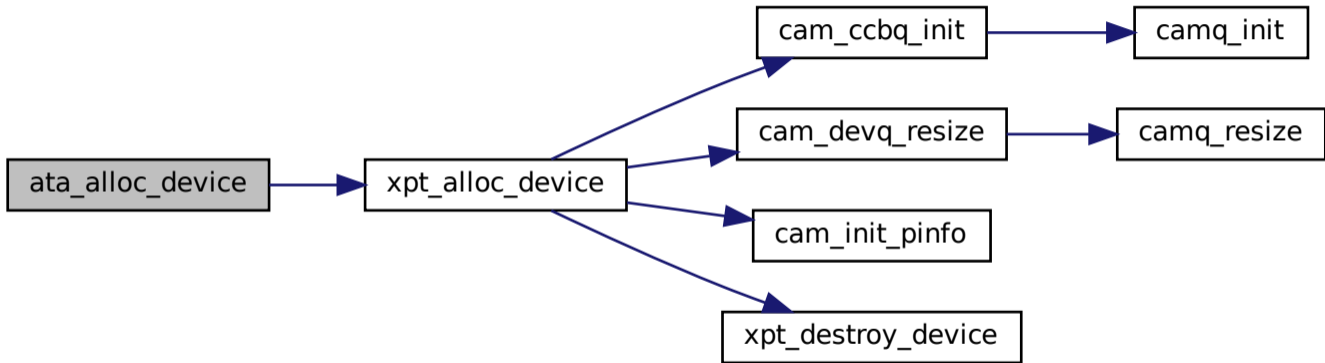 cam_ccbq_init
camq_init
cam_devq_resize
camq_resize
ata_alloc_device
xpt_alloc_device
cam_init_pinfo
xpt_destroy_device